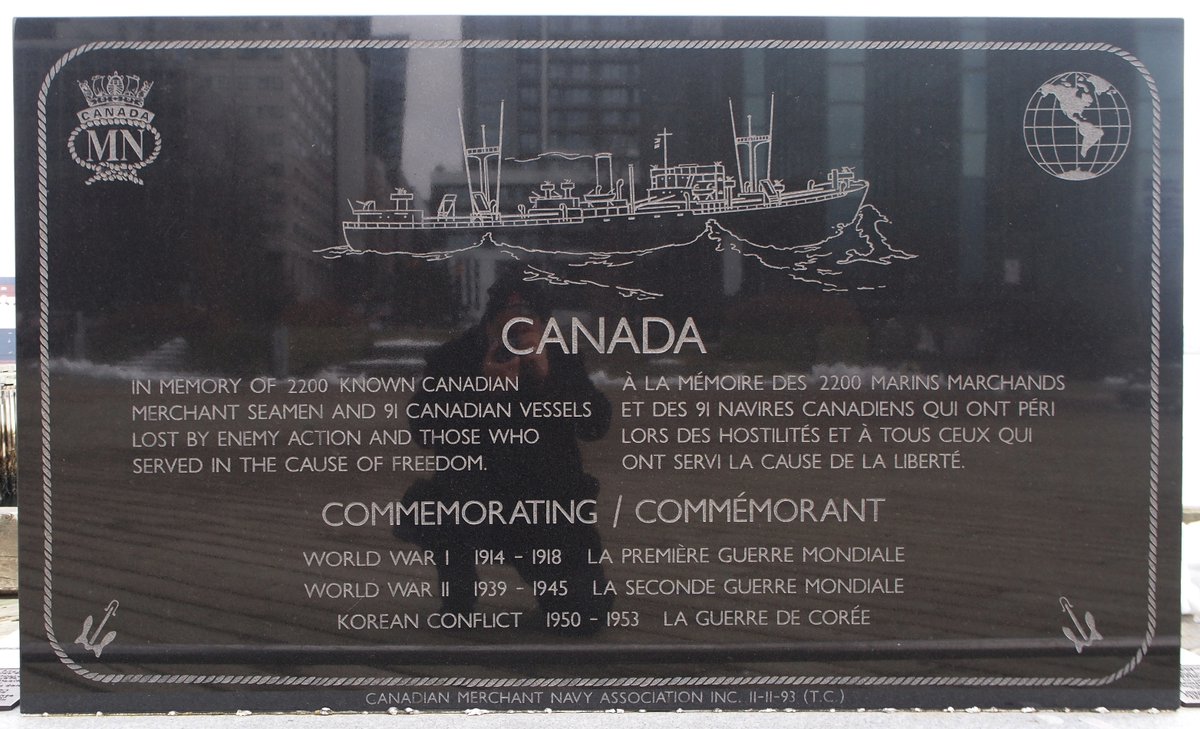 CANADA
MN
CANADA
IN MEMORY OF 2200 KNOWN CANADIAN
MERCHANT SEAMEN AND 91 CANADIAN VESSELS
LOST BY ENEMY ACTION AND THOSE WHO
SERVED IN THE CAUSE OF FREEDOM.
À LA MÉMOIRE DES 2200 MARINS MARCHANDS
ET DES 91 NAVIRES CANADIENS QUI ONT PÉRI
LORS DES HOSTILITÉS ET À TOUS CEUX QUI
ONT SERVI LA CAUSE DE LA LIBERTÉ.
COMMEMORATING / COMMÉMORANT
WORLD WAR I 1914 - 1918 LA PREMIÈRE GUERRE MONDIALE
WORLD WAR II 1939 - 1945 LA SECONDE GUERRE MONDIALE
KOREAN CONFLICT 1950 - 1953 LA GUERRE DE CORÉE
CANADIAN MERCHANT NAVY ASSOCIATION INC. 11-11-93 (T.C.)